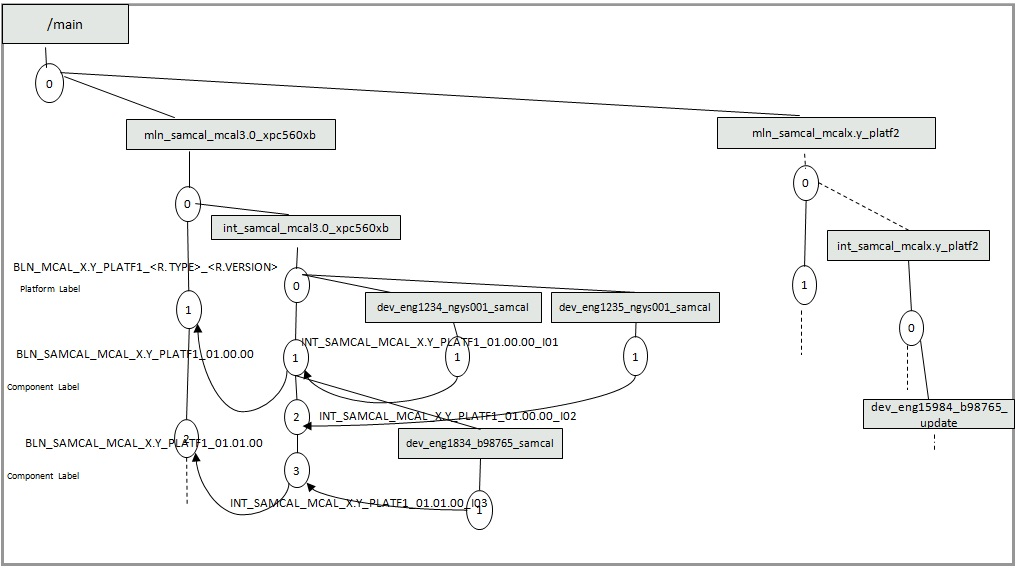 /main
0
mln_samcal_mcal3.0_xpc560xb
mln_samcal_mcalx.y_platf2
0
0
int_samcal_mcal3.0_xpc560xb
int_samcal_mcalx.y_platf2
BLN_MCAL_X.Y_PLATF1_<R.TYPE>_<R.VERSION>
Platform Label
0
1
1
dev_eng1234_ngys001_samcal
dev_eng1235_ngys001_samcal
0
INT_SAMCAL_MCAL_X.Y_PLATF1_01.00.00_I01
BLN_SAMCAL_MCAL_X.Y_PLATF1_01.00.00
1
1
1
Component Label
2
INT_SAMCAL_MCAL_X.Y_PLATF1_01.00.00_I02
dev_eng15984_b98765_
update
BLN_SAMCAL_MCAL_X.Y_PLATF1_01.01.00
2
dev_eng1834_b98765_samcal
Component Label
3
INT_SAMCAL_MCAL_X.Y_PLATF1_01.01.00_I03
1